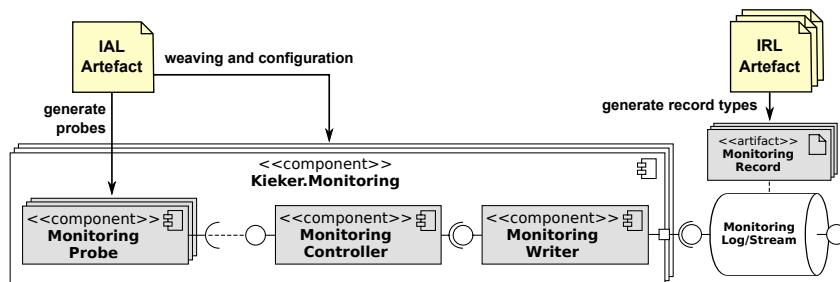 IAL
Artefact
weaving and configuration
IRL
Artefact
generate
probes
generate record types
<<artifact>>
Monitoring
Record
<<component>>
Kieker.Monitoring
<<component>>
Monitoring
Probe
<<component>>
Monitoring
Controller
<<component>>
Monitoring
Writer
Monitoring
Log/Stream